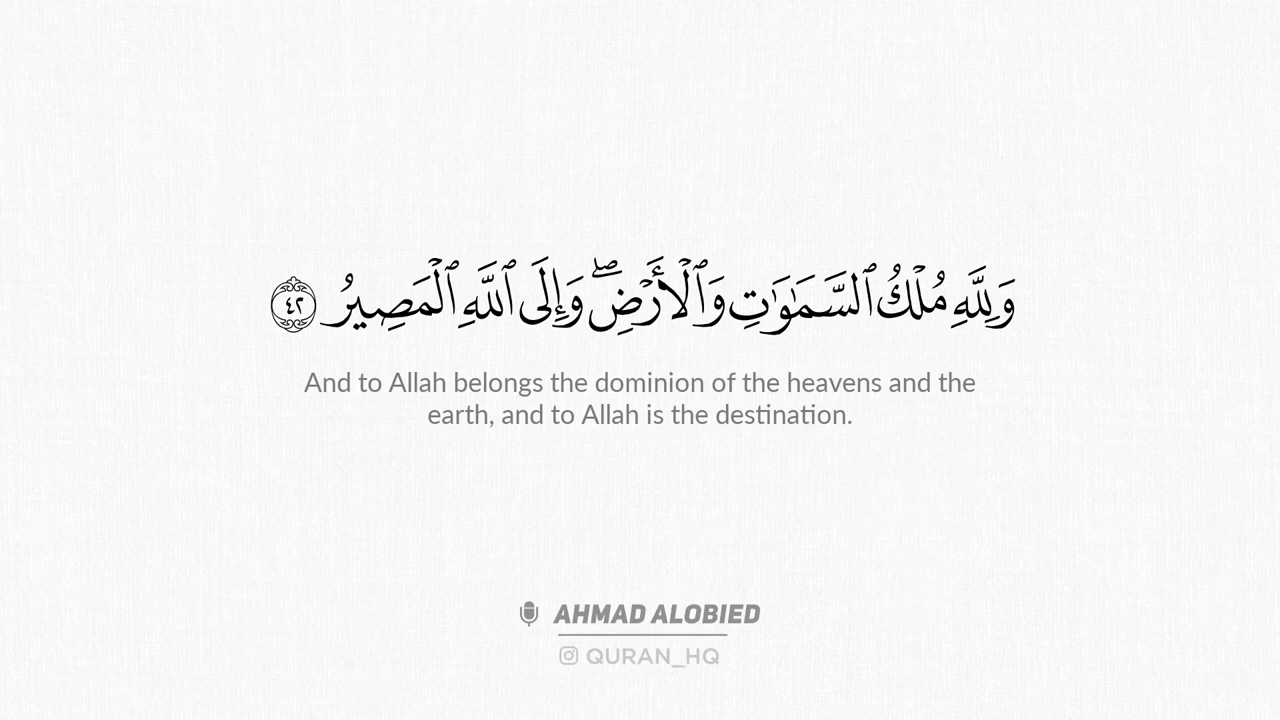 وَلِلَّهِ مُلْكُ ٱلسَّمَـٰوَٰتِ وَٱلْأَرْضِ ۖ وَإِلَى ٱللَّهِ ٱلْمَصِيرُ ٤٢
And to Allah belongs the dominion of the heavens and the
earth, and to Allah is the destination.
AHMAD ALOBIED
QURAN_HQ